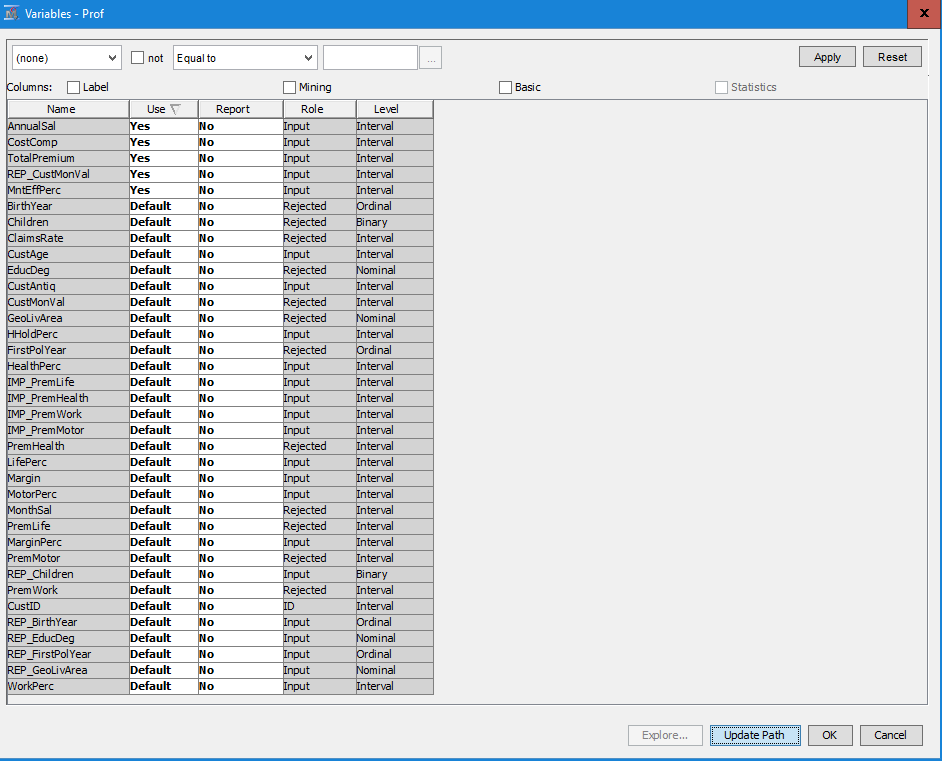 Variables - Prof
x
(none) not Equal to ... Apply Reset
Columns: Label Mining Basic Statistics
Name Use Report Role Level
AnnualSal Yes No Input Interval
CostComp Yes No Input Interval
TotalPremium Yes No Input Interval
REP_CustMonVal Yes No Input Interval
MntEffPerc Yes No Input Interval
BirthYear Default No Rejected Ordinal
Children Default No Rejected Binary
ClaimsRate Default No Rejected Interval
CustAge Default No Input Interval
EducDeg Default No Rejected Nominal
CustAntiq Default No Input Interval
CustMonVal Default No Rejected Interval
GeoLivArea Default No Rejected Nominal
HHoldPerc Default No Input Interval
FirstPolYear Default No Rejected Ordinal
HealthPerc Default No Input Interval
IMP_PremLife Default No Input Interval
IMP_PremHealth Default No Input Interval
IMP_PremWork Default No Input Interval
IMP_PremMotor Default No Input Interval
PremHealth Default No Rejected Interval
LifePerc Default No Input Interval
Margin Default No Input Interval
MotorPerc Default No Input Interval
MonthSal Default No Rejected Interval
PremLife Default No Rejected Interval
MarginPerc Default No Input Interval
PremMotor Default No Rejected Interval
REP_Children Default No Input Binary
PremWork Default No Rejected Interval
CustID Default No ID Interval
REP_BirthYear Default No Input Ordinal
REP_EducDeg Default No Input Nominal
REP_FirstPolYear Default No Input Ordinal
REP_GeoLivArea Default No Input Nominal
WorkPerc Default No Input Interval
Explore... Update Path OK Cancel